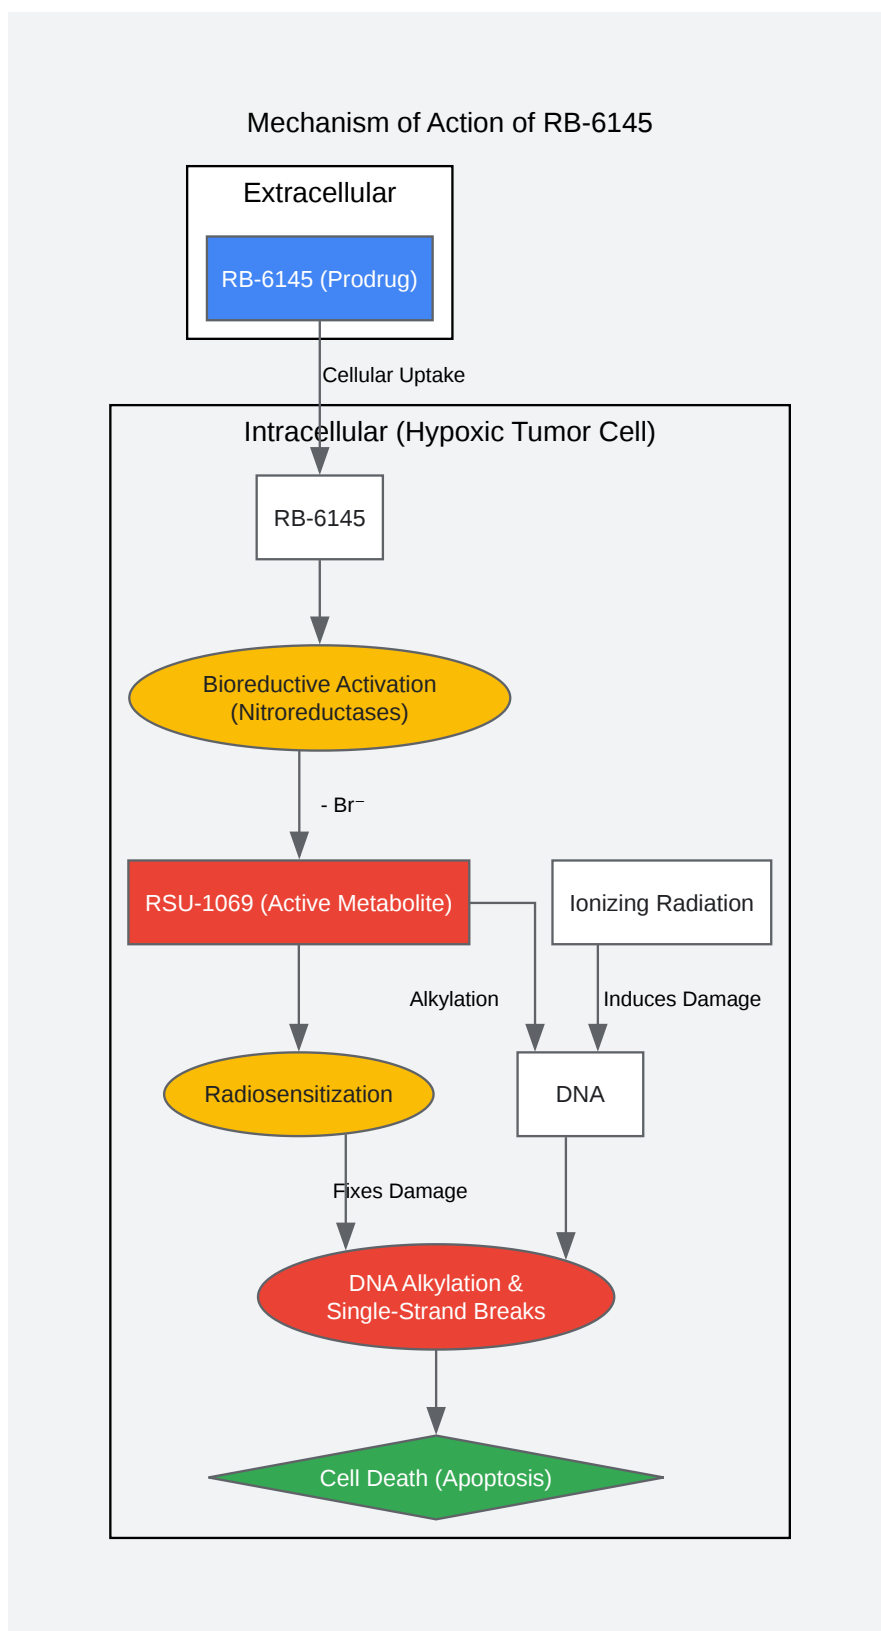 Mechanism of Action of RB-6145
Extracellular
RB-6145 (Prodrug)
Cellular Uptake
Intracellular (Hypoxic Tumor Cell)
RB-6145
Bioreductive Activation
(Nitroreductases)
- Br⁻
RSU-1069 (Active Metabolite)
Ionizing Radiation
Alkylation
Induces Damage
Radiosensitization
DNA
Fixes Damage
DNA Alkylation &
Single-Strand Breaks
Cell Death (Apoptosis)